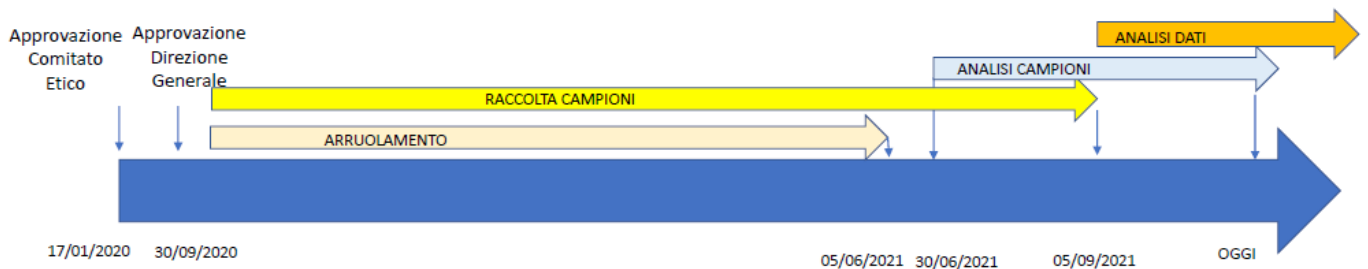 Approvazione
Comitato
Etico
Approvazione
Direzione
Generale
ANALISI DATI
ANALISI CAMPIONI
RACCOLTA CAMPIONI
ARRUOLAMENTO
17/01/2020
30/09/2020
05/06/2021
30/06/2021
05/09/2021
OGGI